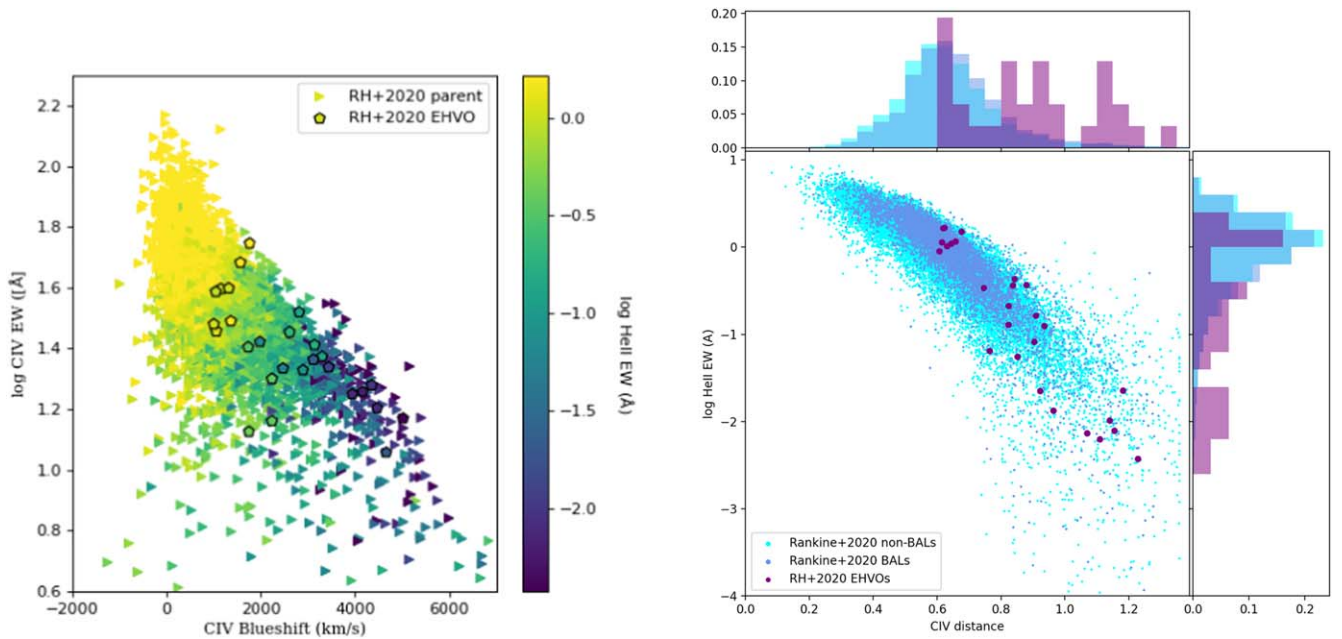 RH+2020 parent
RH+2020 EHVO
2.2
2.0
1.8
1.6
1.4
1.2
1.0
0.8
0.6
log CIV EW ([Å]
−2000 0 2000 4000 6000
CIV Blueshift (km/s)
0.0
−0.5
−1.0
−1.5
−2.0
log HeII EW (Å)
0.20
0.15
0.10
0.05
0.00
1
0
−1
−2
−3
−4
log HeII EW (A)
Rankine+2020 non-BALs
Rankine+2020 BALs
RH+2020 EHVOs
0.0 0.2 0.4 0.6 0.8 1.0 1.2
CIV distance
0.0 0.1 0.2